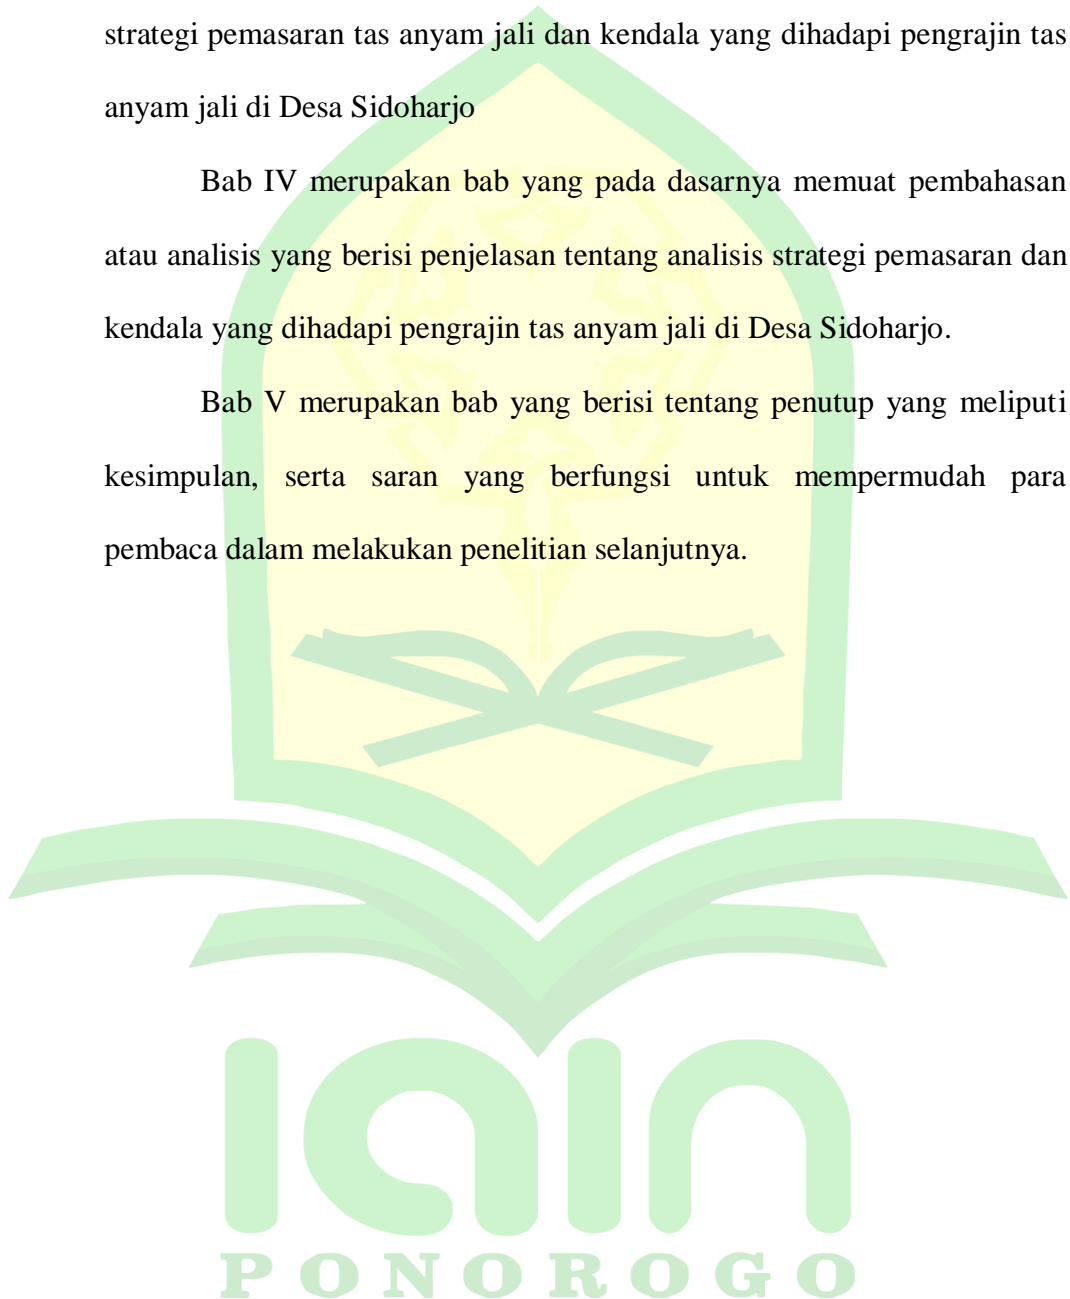 strategi pemasaran tas anyam jali dan kendala yang dihadapi pengrajin tas
anyam jali di Desa Sidoharjo
Bab IV merupakan bab yang pada dasarnya memuat pembahasan
atau analisis yang berisi penjelasan tentang analisis strategi pemasaran dan
kendala yang dihadapi pengrajin tas anyam jali di Desa Sidoharjo.
Bab V merupakan bab yang berisi tentang penutup yang meliputi
kesimpulan, serta saran yang berfungsi untuk mempermudah para
pembaca dalam melakukan penelitian selanjutnya.
iain
PONOROGO